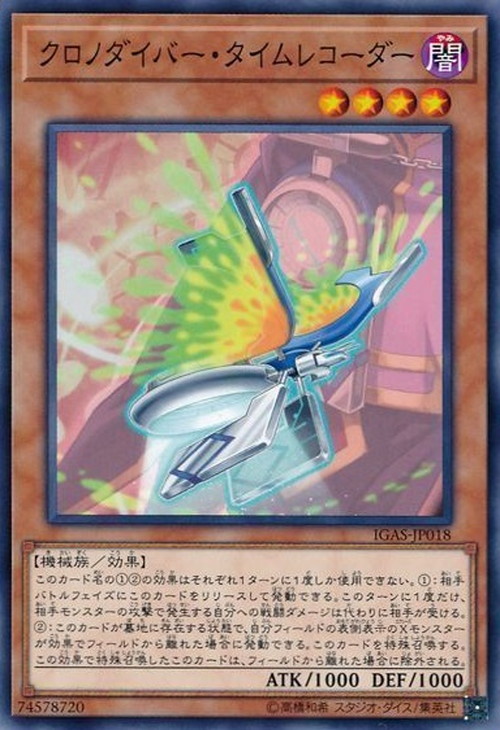 クロノダイバー・タイムレコーダー
闇
IGAS-JP018
【機械族／効果】
このカード名の①②の効果はそれぞれ1ターンに1度しか使用できない。①：相手
バトルフェイズにこのカードをリリースして発動できる。このターンに1度だけ、
相手モンスターの攻撃で発生する自分への戦闘ダメージは代わりに相手が受ける。
②：このカードが墓地に存在する状態で、自分フィールドの表側表示のXモンスター
が効果でフィールドから離れた場合に発動できる。このカードを特殊召喚する。
この効果で特殊召喚したこのカードは、フィールドから離れた場合に除外される。
ATK/1000 DEF/1000
74578720
©高橋和希 スタジオ・ダイス/集英社